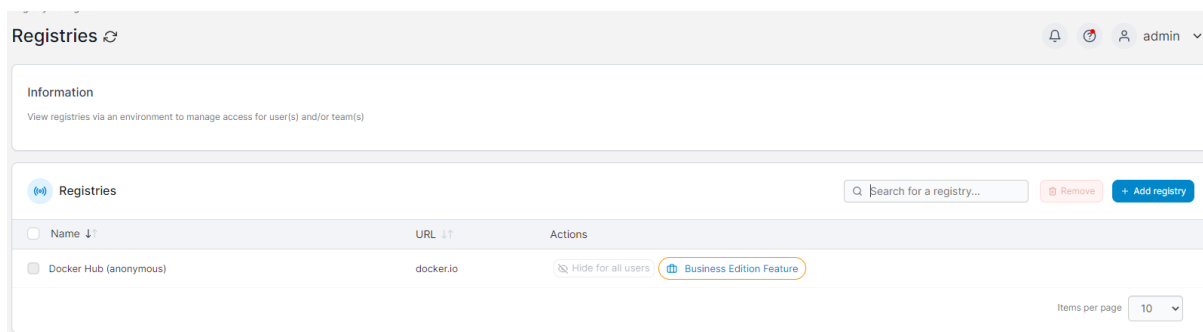 Registries
admin
Information
View registries via an environment to manage access for user(s) and/or team(s)
Registries
Search for a registry...
Remove
+ Add registry
Name
URL
Actions
Docker Hub (anonymous)
docker.io
Hide for all users
Business Edition Feature
Items per page
10